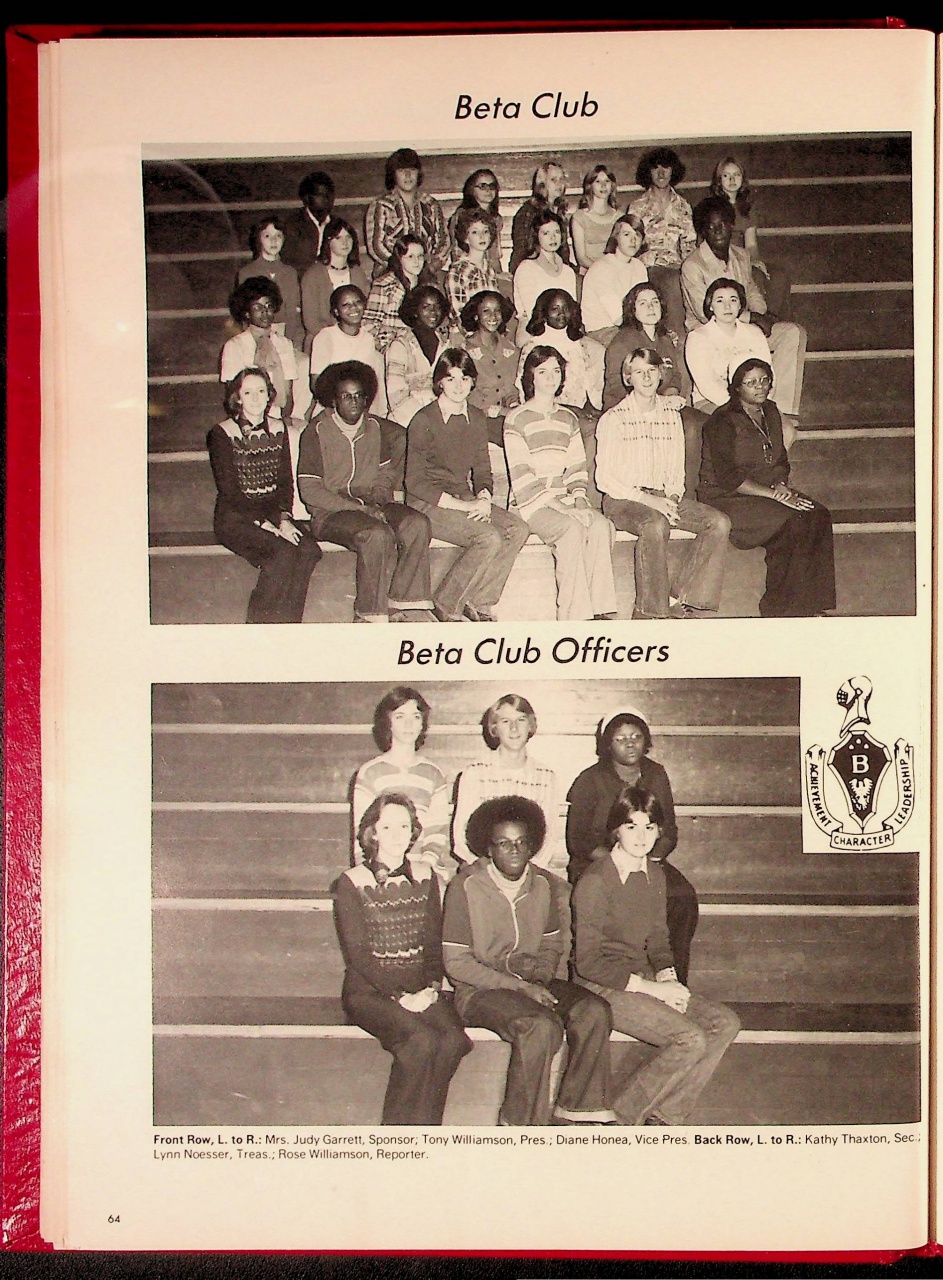 Beta Club
Beta Club Officers
B
ACHIEVEMENT
CHARACTER
LEADERSHIP
Front Row, L. to R.: Mrs. Judy Garrett, Sponsor; Tony Williamson, Pres.; Diane Honea, Vice Pres. Back Row, L. to R.: Kathy Thaxton, Sec.;
Lynn Noesser, Treas.; Rose Williamson, Reporter.
64